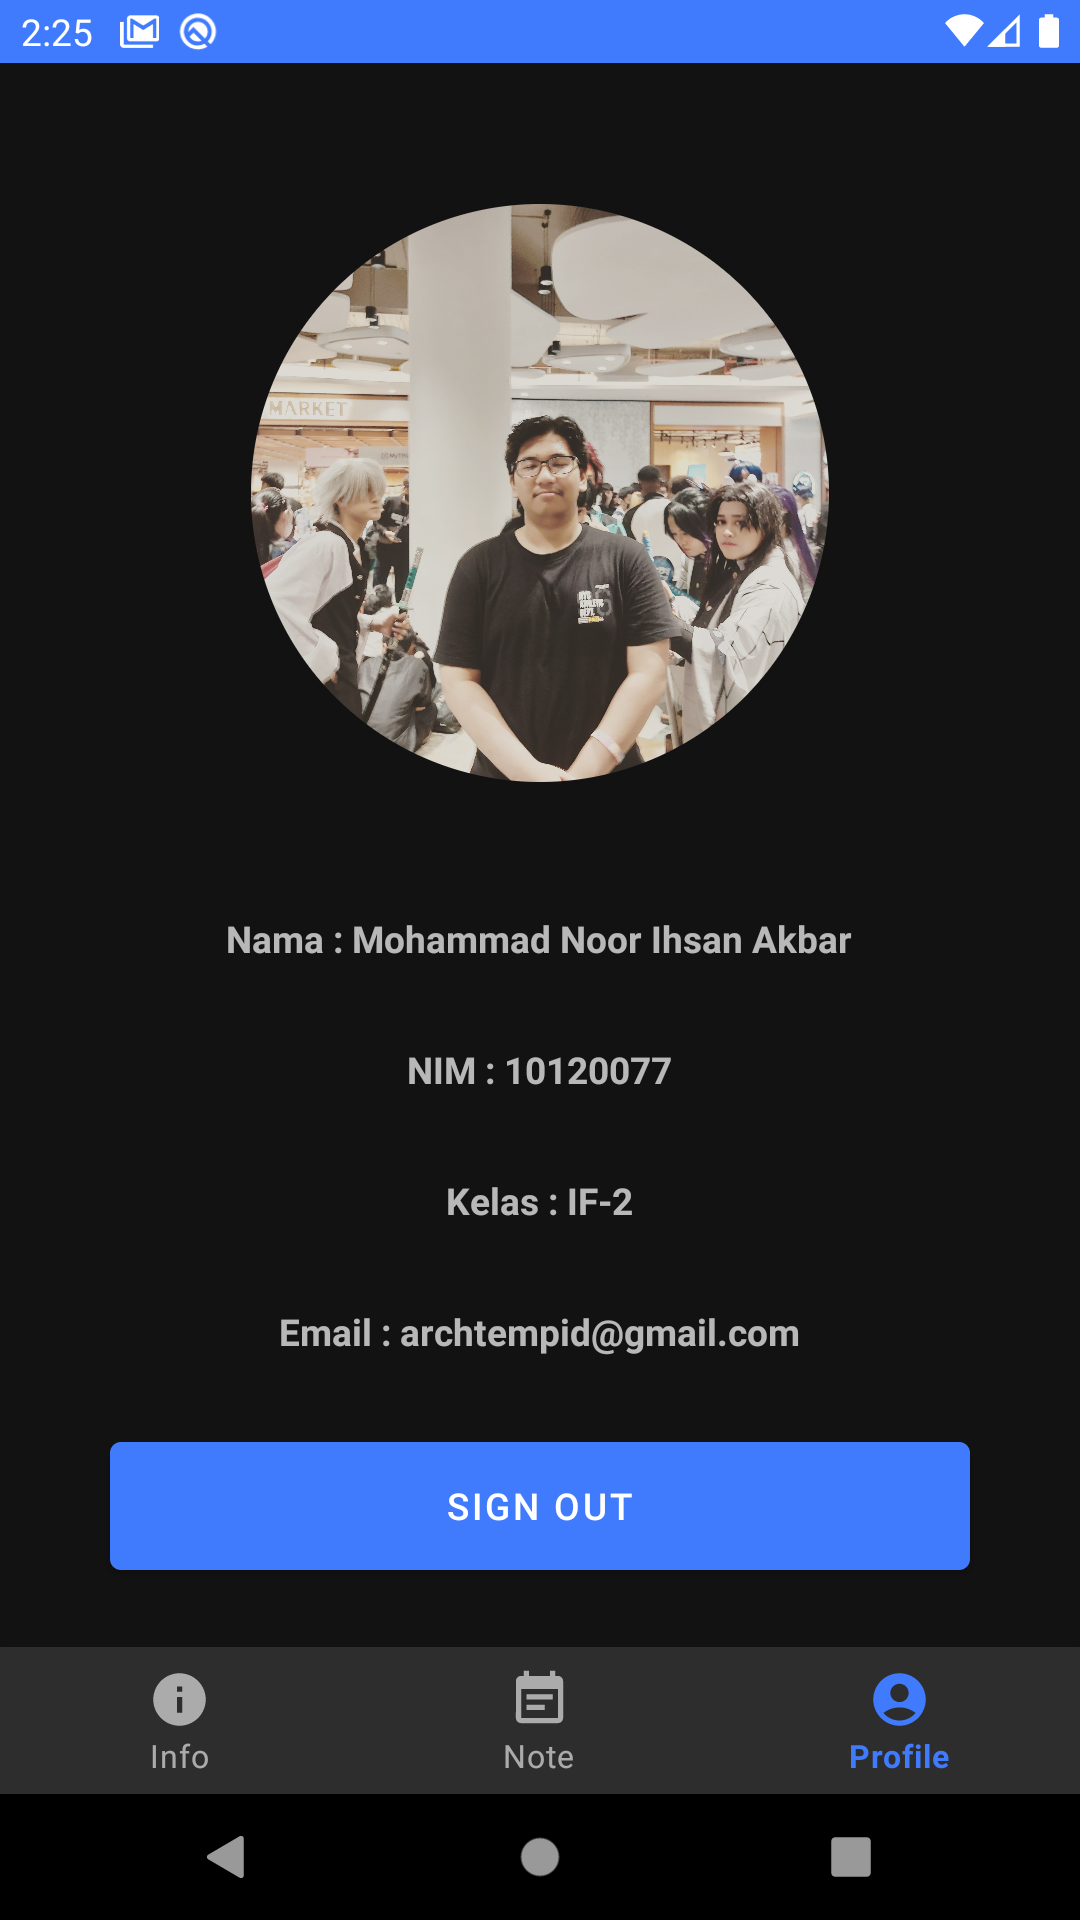 2:25
MARKET
Nama : Mohammad Noor Ihsan Akbar
NIM : 10120077
Kelas : IF-2
Email : archtempid@gmail.com
SIGN OUT
Info
Note
Profile